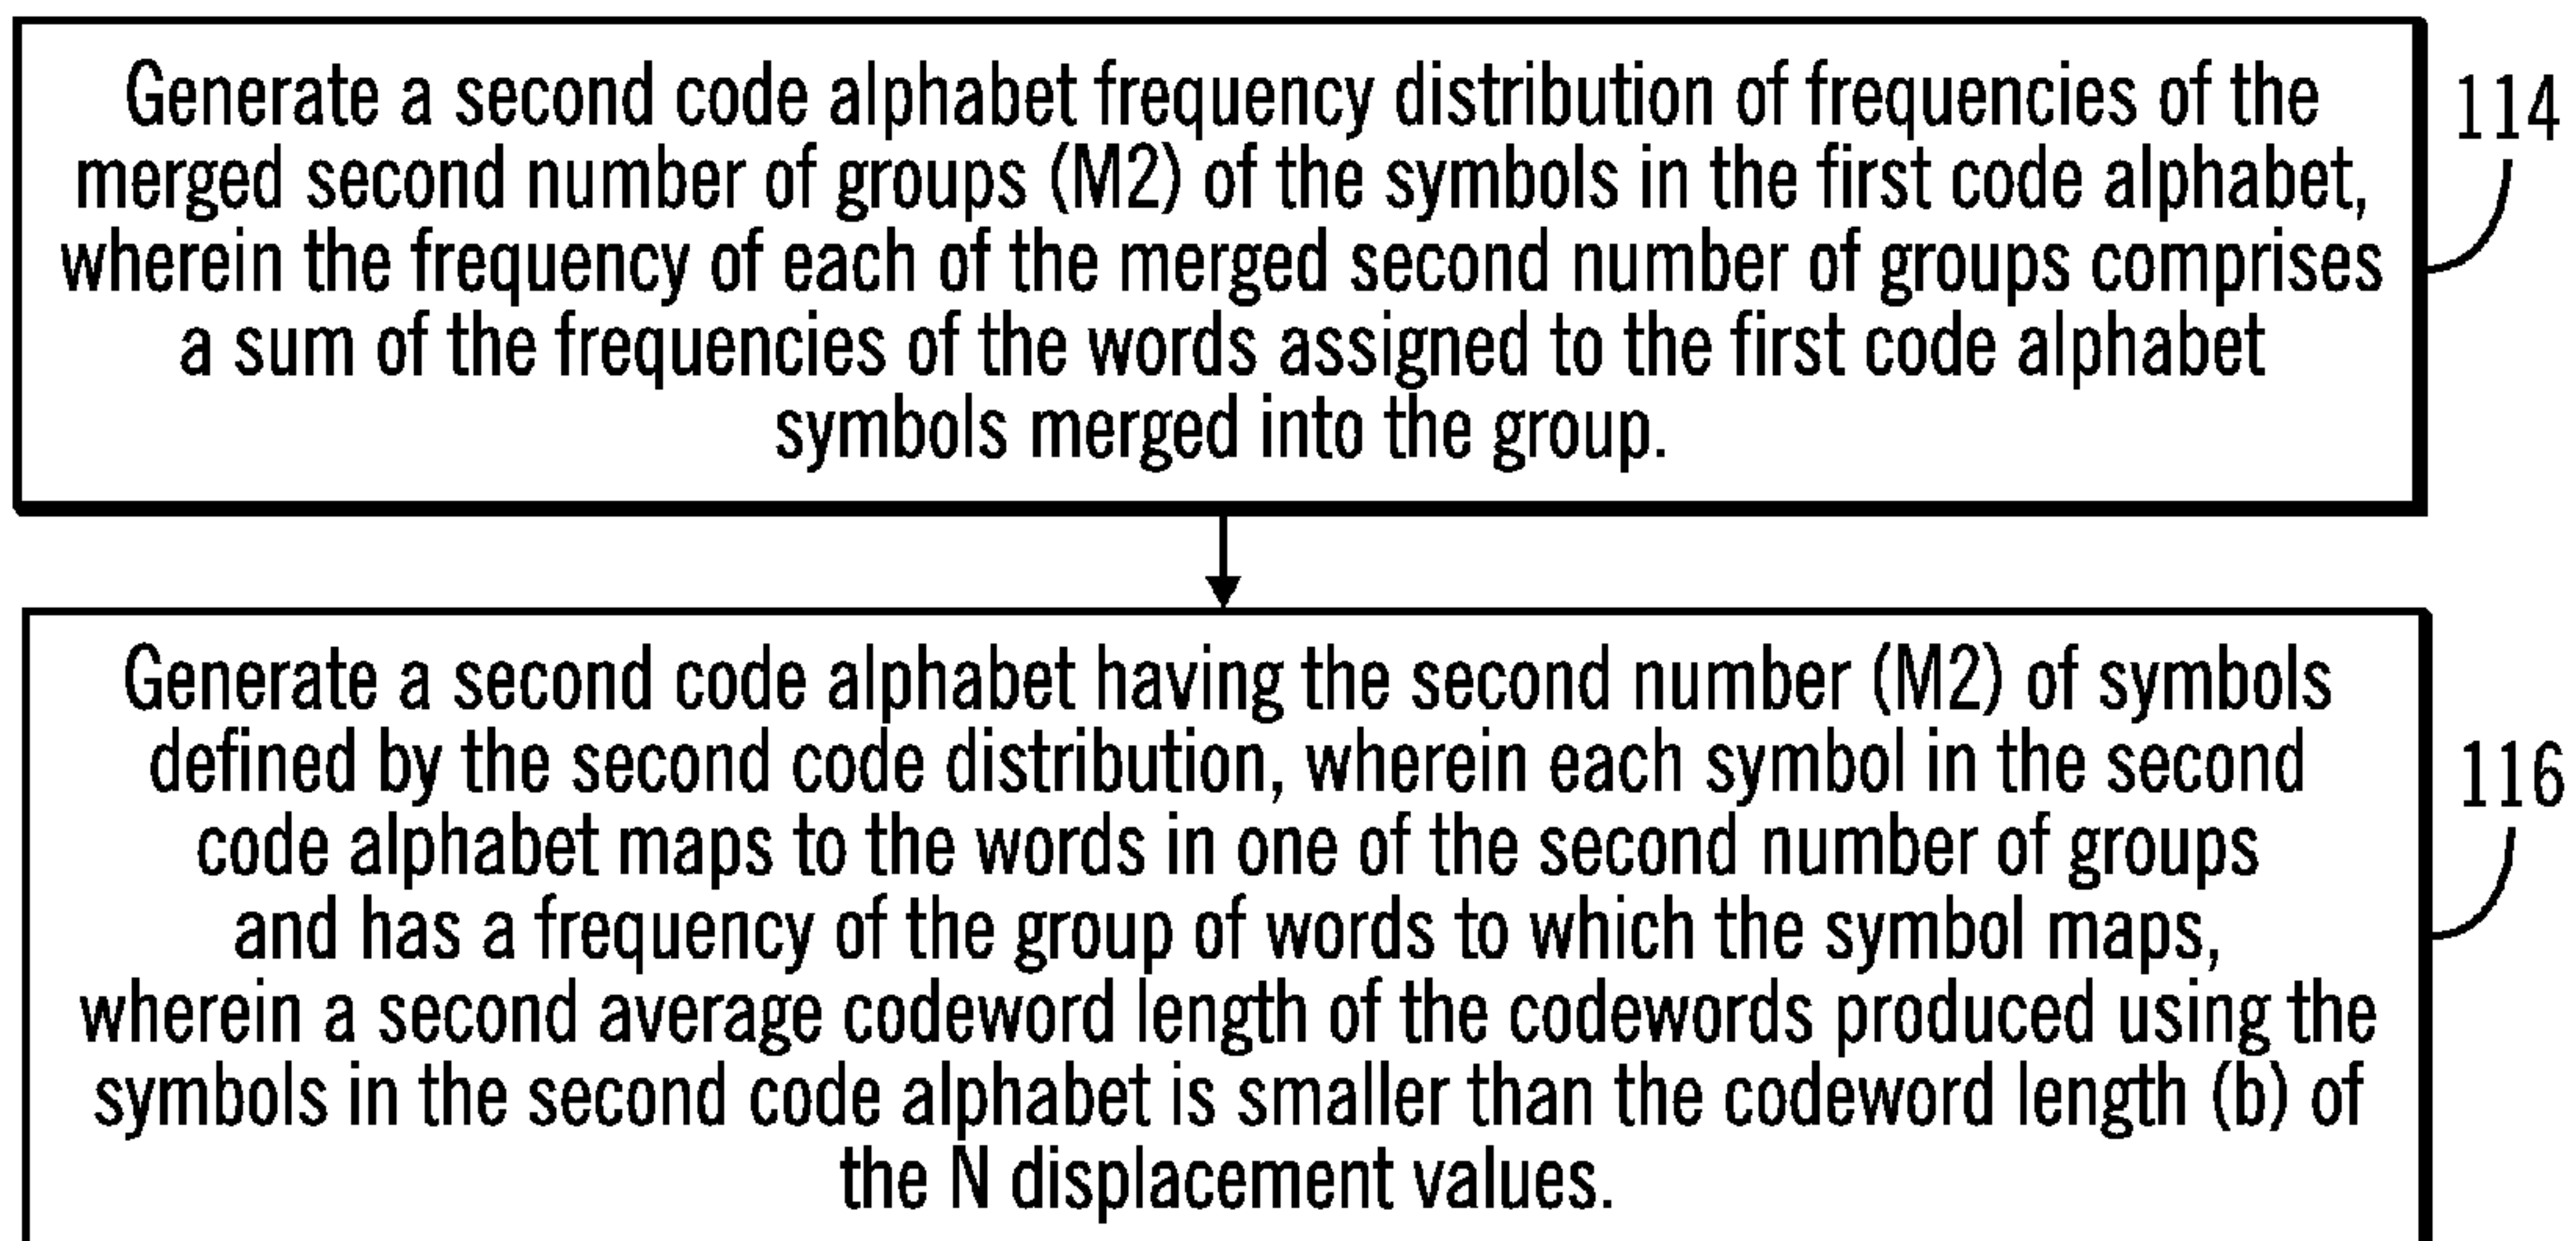 Generate a second code alphabet frequency distribution of frequencies of the
merged second number of groups (M2) of the symbols in the first code alphabet,
wherein the frequency of each of the merged second number of groups comprises
a sum of the frequencies of the words assigned to the first code alphabet
symbols merged into the group.
114
Generate a second code alphabet having the second number (M2) of symbols
defined by the second code distribution, wherein each symbol in the second
code alphabet maps to the words in one of the second number of groups
and has a frequency of the group of words to which the symbol maps,
wherein a second average codeword length of the codewords produced using the
symbols in the second code alphabet is smaller than the codeword length (b) of
the N displacement values.
116